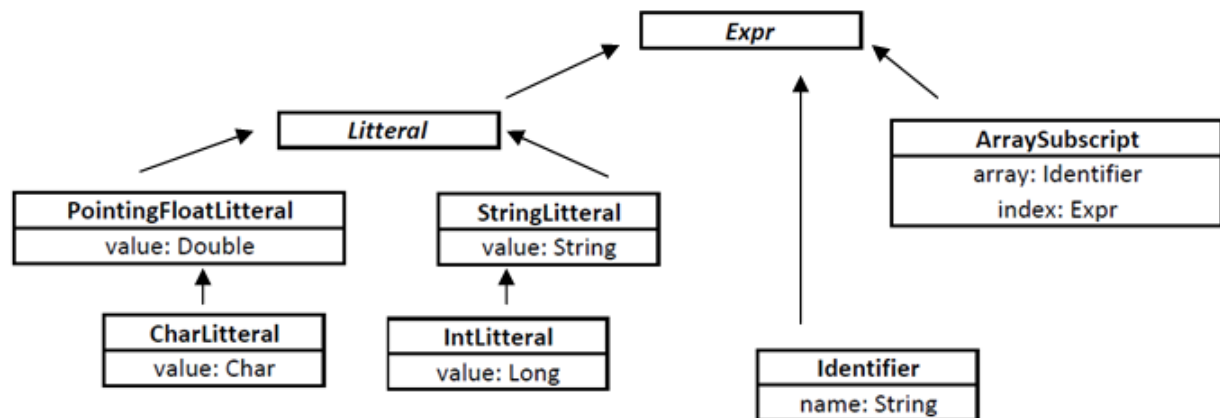 Expr
Litteral
ArraySubscript
array: Identifier
index: Expr
PointingFloatLitteral
value: Double
StringLitteral
value: String
CharLitteral
value: Char
IntLitteral
value: Long
Identifier
name: String